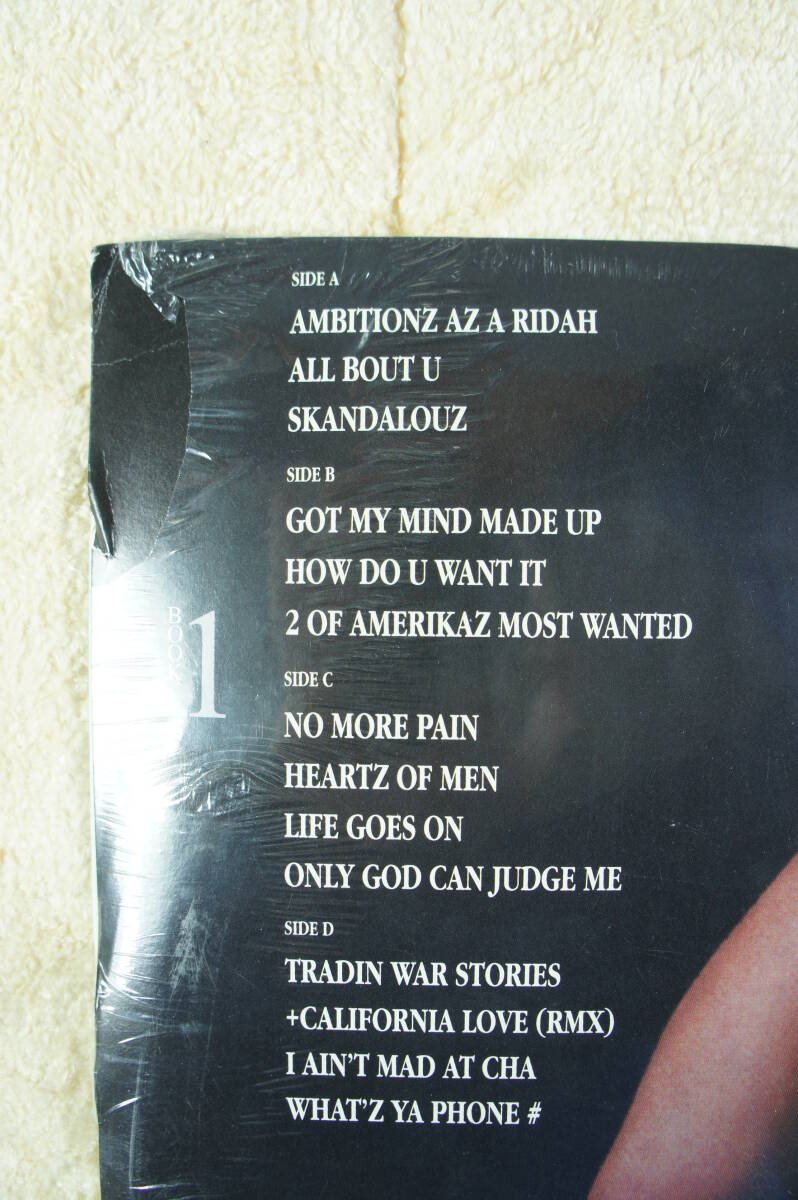 SIDE A
AMBITIONZ AZ A RIDAH
ALL BOUT U
SKANDALOUZ
SIDE B
GOT MY MIND MADE UP
HOW DO U WANT IT
2 OF AMERIKAZ MOST WANTED
BOOK
1
SIDE C
NO MORE PAIN
HEARTZ OF MEN
LIFE GOES ON
ONLY GOD CAN JUDGE ME
SIDE D
TRADIN WAR STORIES
+CALIFORNIA LOVE (RMX)
I AIN'T MAD AT CHA
WHAT'Z YA PHONE #